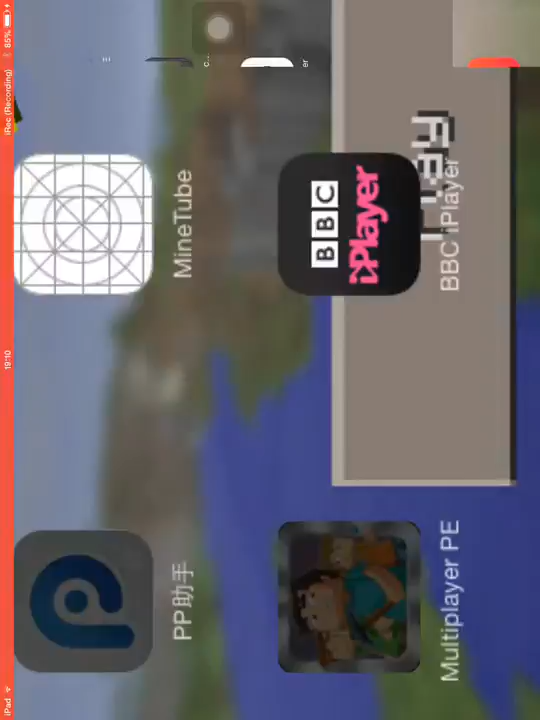 iPad 19:10 iRec (Recording) 85%
PP助手 MineTube
BBC
iPlayer
Multiplayer PE BBC iPlayer